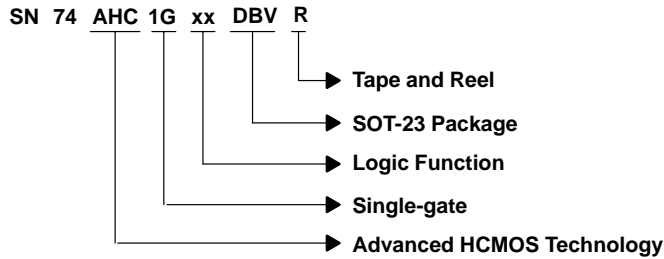 SN 74 AHC 1G xx DBV R
Tape and Reel
SOT-23 Package
Logic Function
Single-gate
Advanced HCMOS Technology